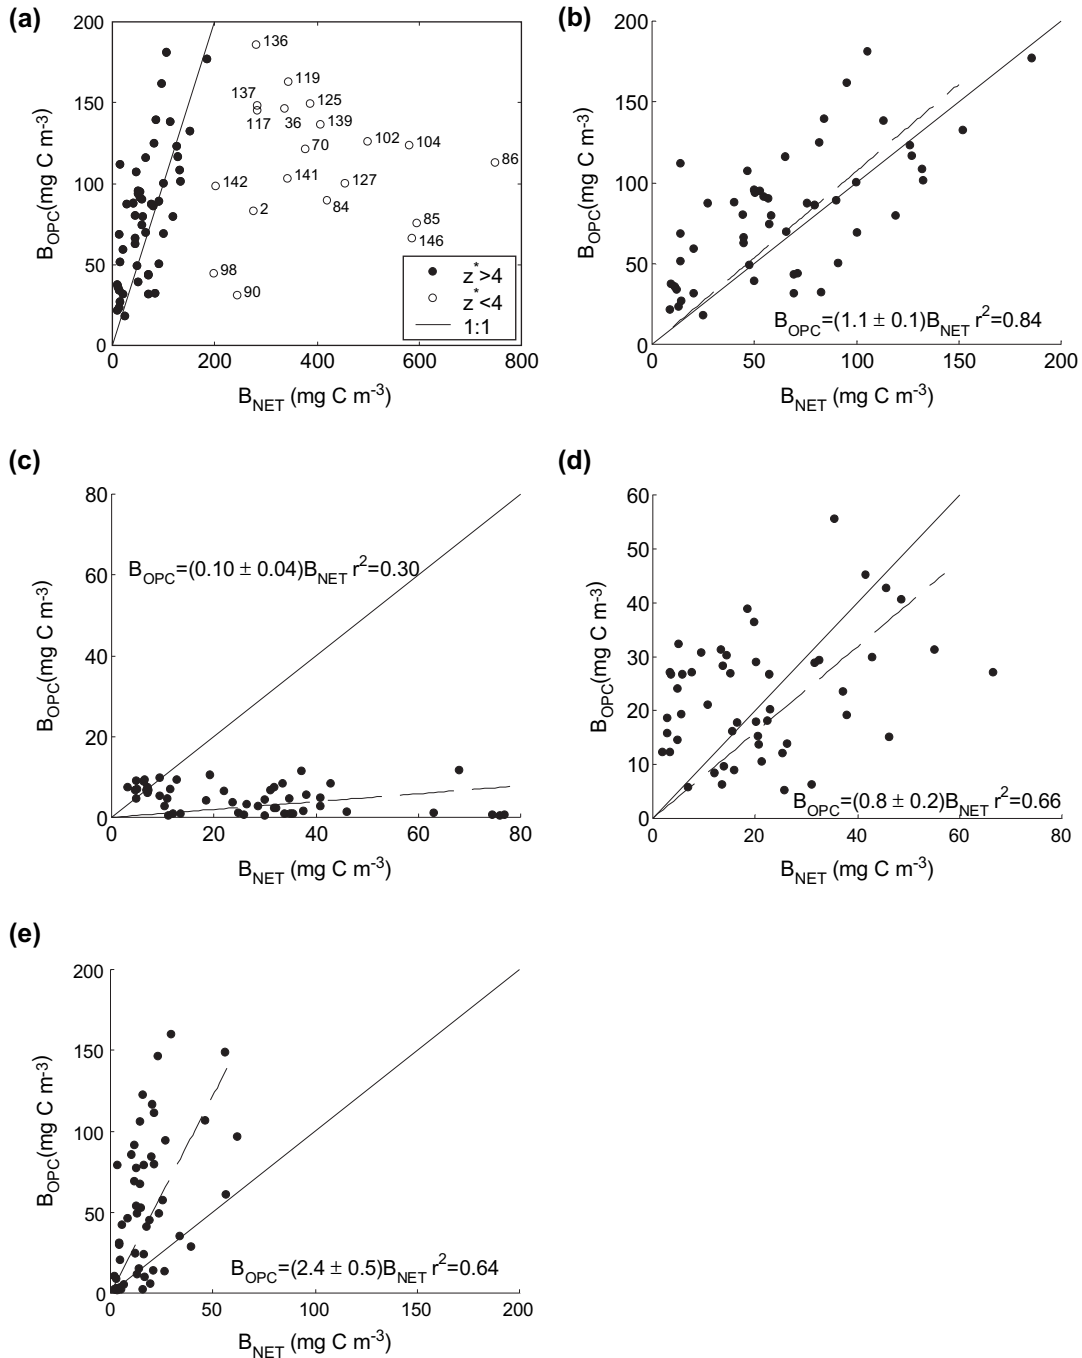 (a)
200
150
100
50
0
0 200 400 600 800
B_OPC(mg C m⁻³)
B_NET (mg C m⁻³)
136
119
137
125
117 36 139
70 102 104
86
142 141 127
2 84
85
146
98
90
z*>4
z*<4
1:1
(b)
200
150
100
50
0
0 50 100 150 200
B_OPC(mg C m⁻³)
B_NET (mg C m⁻³)
B_OPC=(1.1 ± 0.1)B_NET r²=0.84
(c)
80
60
40
20
0
0 20 40 60 80
B_OPC(mg C m⁻³)
B_NET (mg C m⁻³)
B_OPC=(0.10 ± 0.04)B_NET r²=0.30
(d)
60
50
40
30
20
10
0
0 20 40 60 80
B_OPC(mg C m⁻³)
B_NET (mg C m⁻³)
B_OPC=(0.8 ± 0.2)B_NET r²=0.66
(e)
200
150
100
50
0
0 50 100 150 200
B_OPC(mg C m⁻³)
B_NET (mg C m⁻³)
B_OPC=(2.4 ± 0.5)B_NET r²=0.64